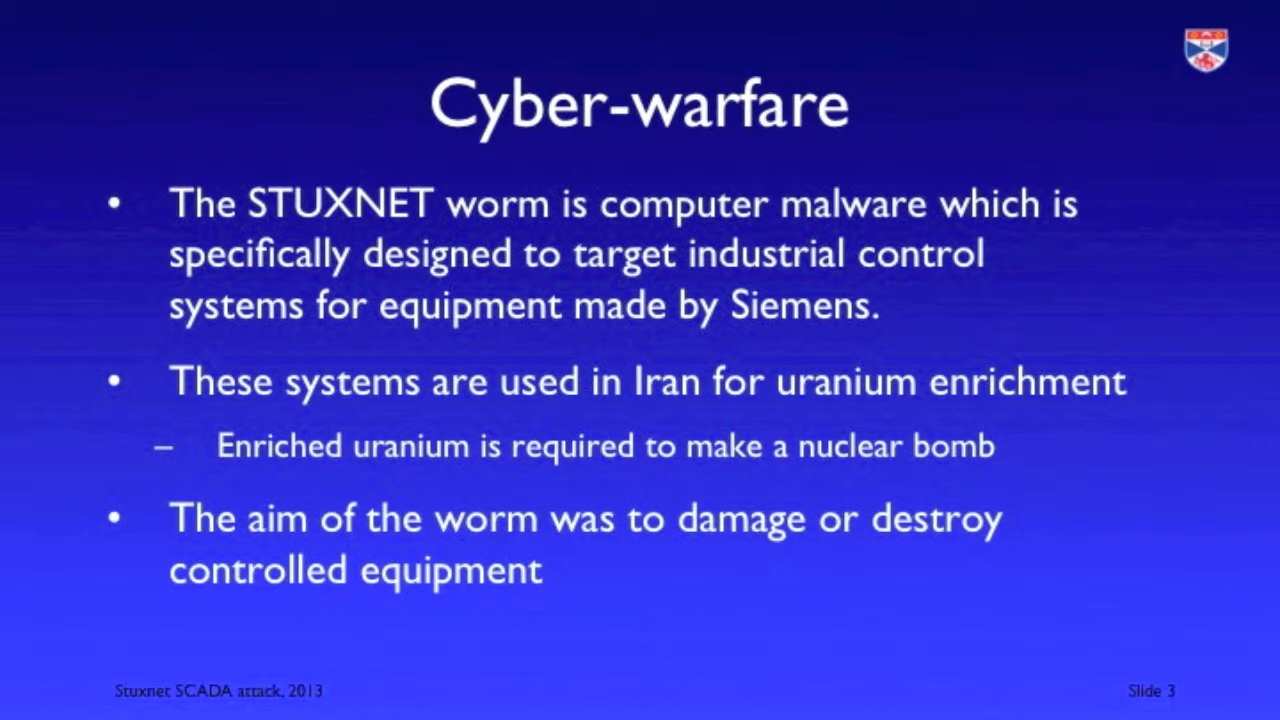 Cyber-warfare
• The STUXNET worm is computer malware which is
specifically designed to target industrial control
systems for equipment made by Siemens.
• These systems are used in Iran for uranium enrichment
– Enriched uranium is required to make a nuclear bomb
• The aim of the worm was to damage or destroy
controlled equipment
Stuxnet SCADA attack, 2013
Slide 3